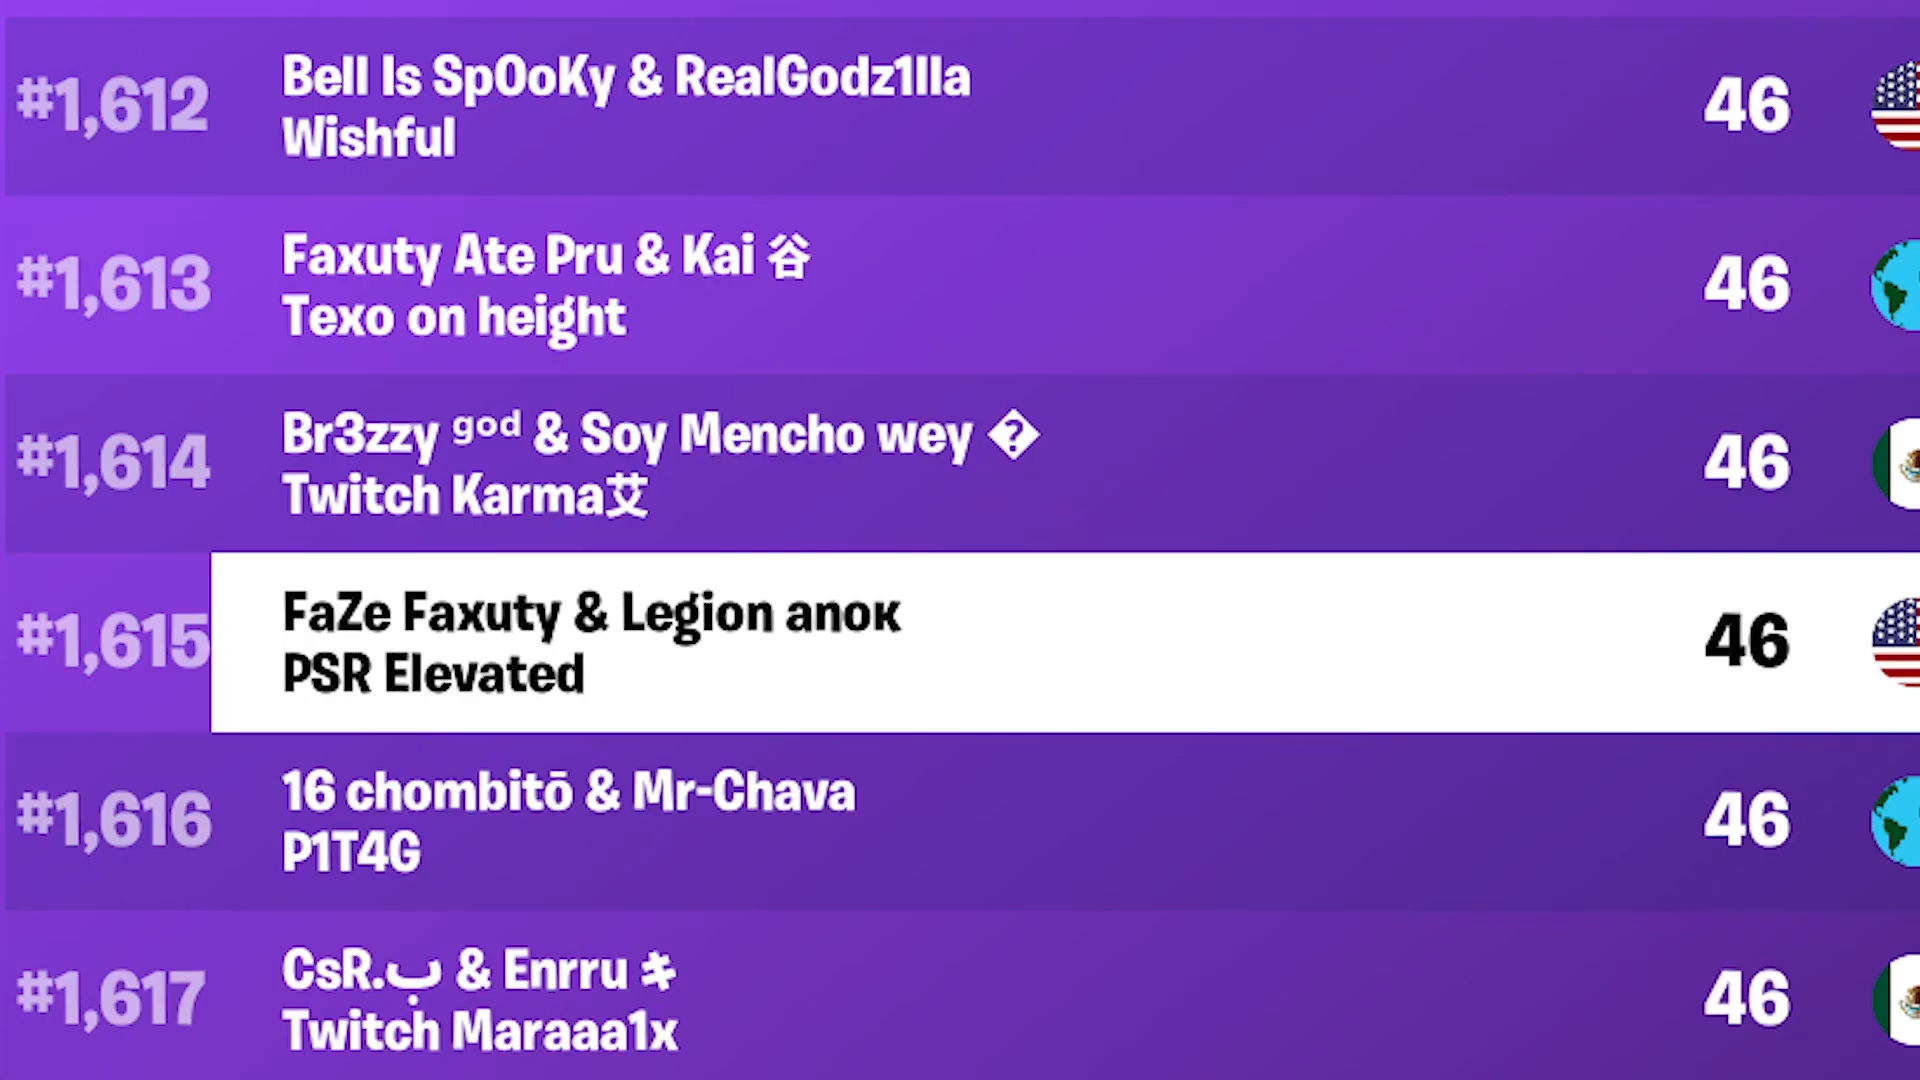 #1,612
Bell Is Sp0oKy & RealGodz1lla
Wishful
46
#1,613
Faxuty Ate Pru & Kai 谷
Texo on height
46
#1,614
Br3zzy ᵍᵒᵈ & Soy Mencho wey �
Twitch Karma艾
46
#1,615
FaZe Faxuty & Legion anoк
PSR Elevated
46
#1,616
16 chombitō & Mr-Chava
P1T4G
46
#1,617
CsR.ب & Enrru キ
Twitch Maraaa1x
46